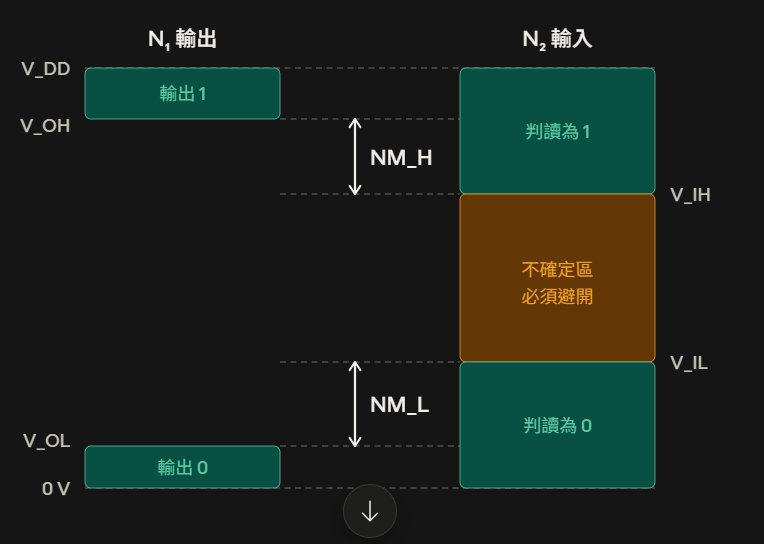 N₁ 輸出
N₂ 輸入
V_DD
輸出 1
V_OH
判讀為 1
NM_H
V_IH
不確定區
必須避開
V_IL
NM_L
判讀為 0
V_OL
輸出 0
0 V